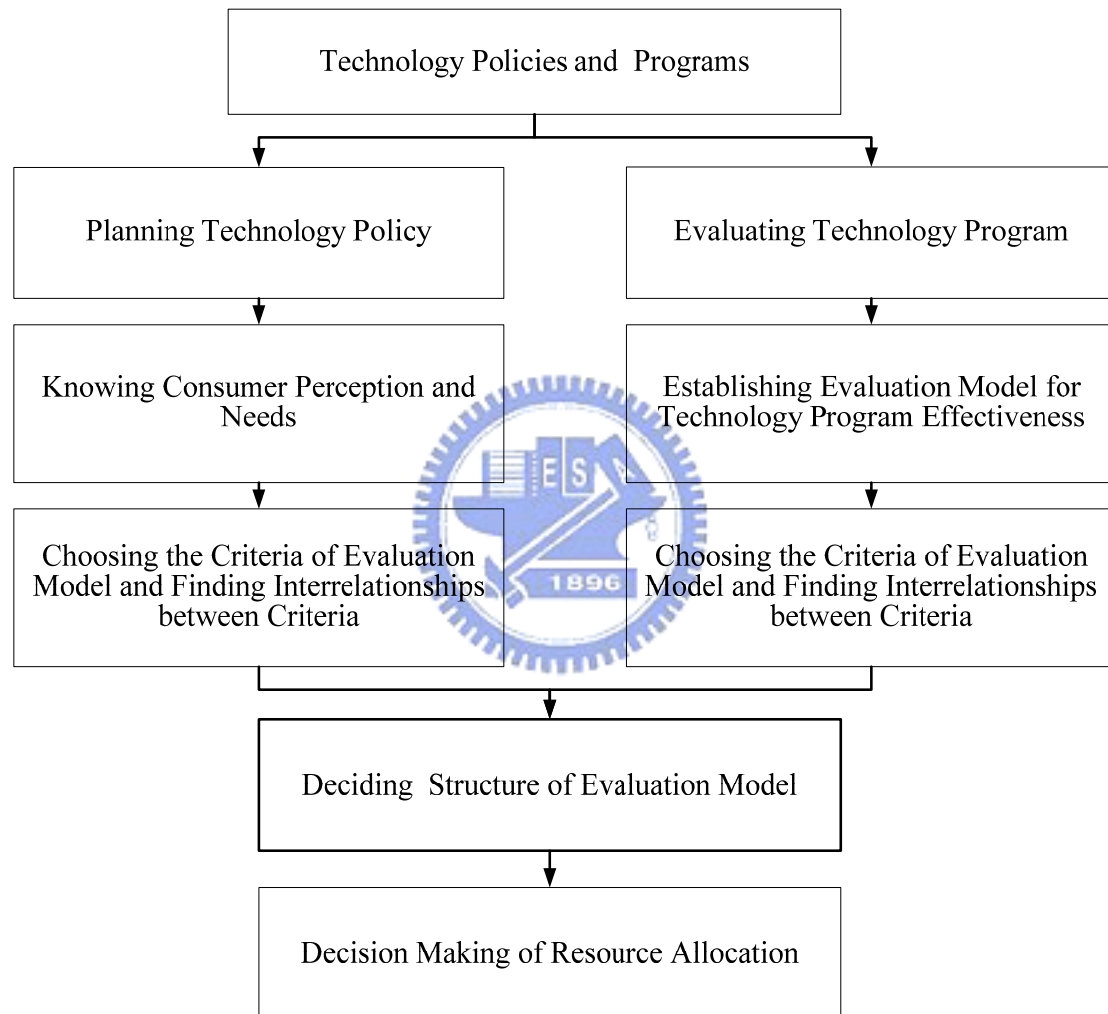 Technology Policies and Programs
Planning Technology Policy
Evaluating Technology Program
Knowing Consumer Perception and
Needs
Establishing Evaluation Model for
Technology Program Effectiveness
E S
1896
Choosing the Criteria of Evaluation
Model and Finding Interrelationships
between Criteria
Choosing the Criteria of Evaluation
Model and Finding Interrelationships
between Criteria
Deciding Structure of Evaluation Model
Decision Making of Resource Allocation